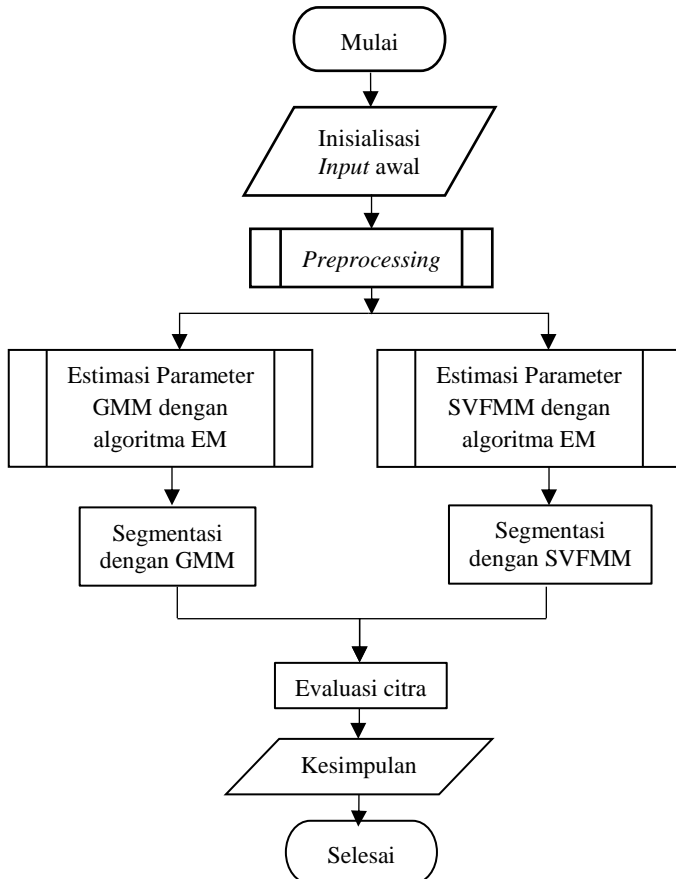 Mulai
Inisialisasi
Input awal
Preprocessing
Estimasi Parameter
GMM dengan
algoritma EM
Estimasi Parameter
SVFMM dengan
algoritma EM
Segmentasi
dengan GMM
Segmentasi
dengan SVFMM
Evaluasi citra
Kesimpulan
Selesai